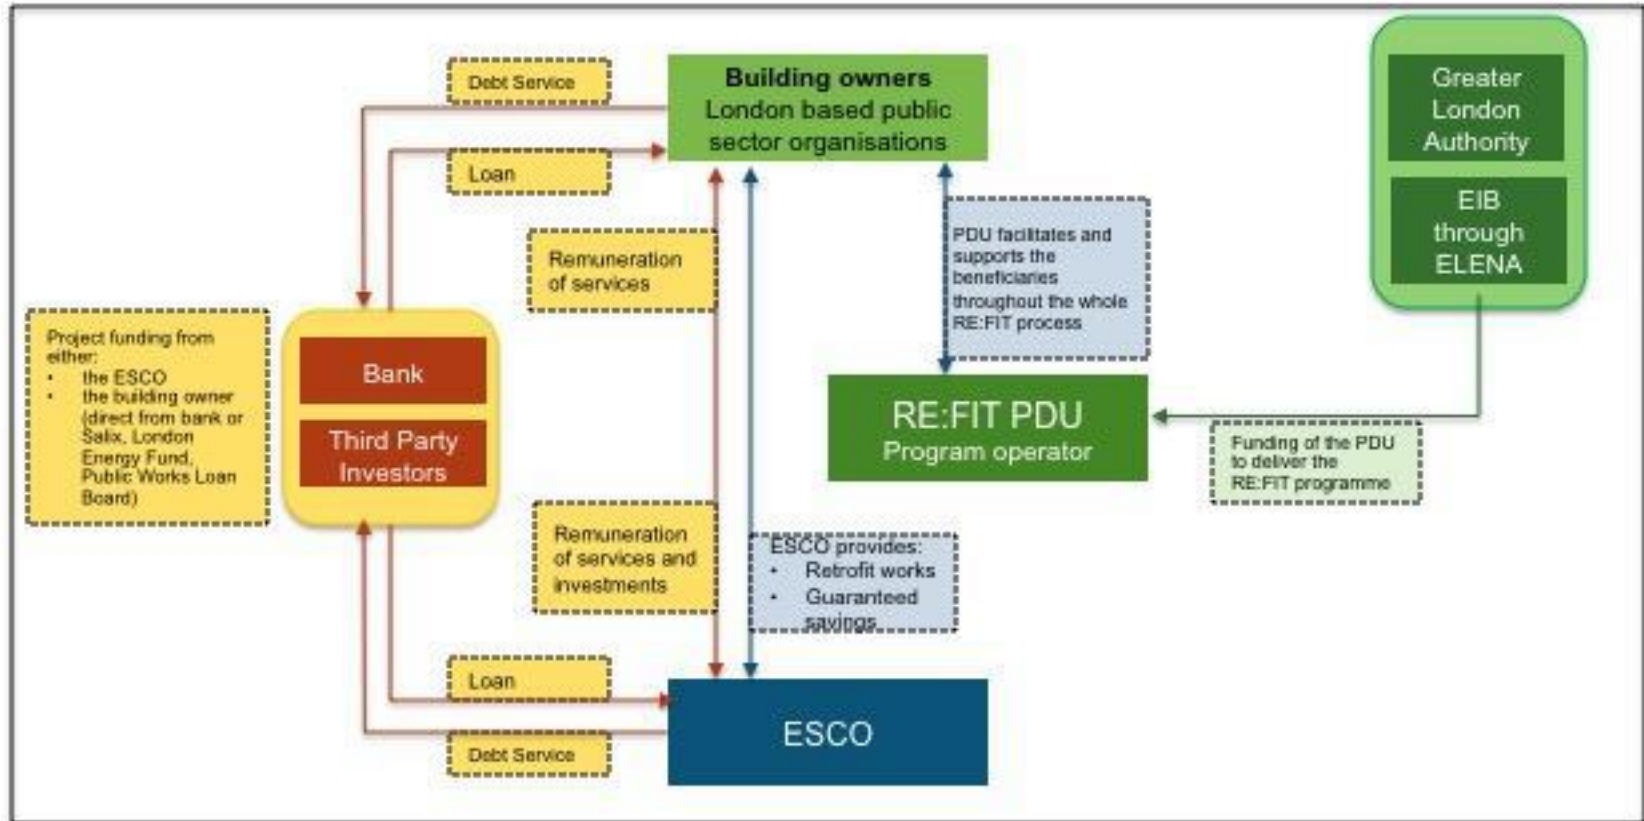 Debt Service
Building owners
London based public
sector organisations
Greater
London
Authority
Loan
EIB
through
ELENA
Remuneration
of services
PDU facilitates and
supports the
beneficiaries
throughout the whole
RE:FIT process
Project funding from
either:
• the ESCO
• the building owner
(direct from bank or
Salix, London
Energy Fund,
Public Works Loan
Board)
Bank
Third Party
Investors
RE:FIT PDU
Program operator
Funding of the PDU
to deliver the
RE:FIT programme
Remuneration
of services and
investments
ESCO provides:
• Retrofit works
• Guaranteed
savings
Loan
ESCO
Debt Service